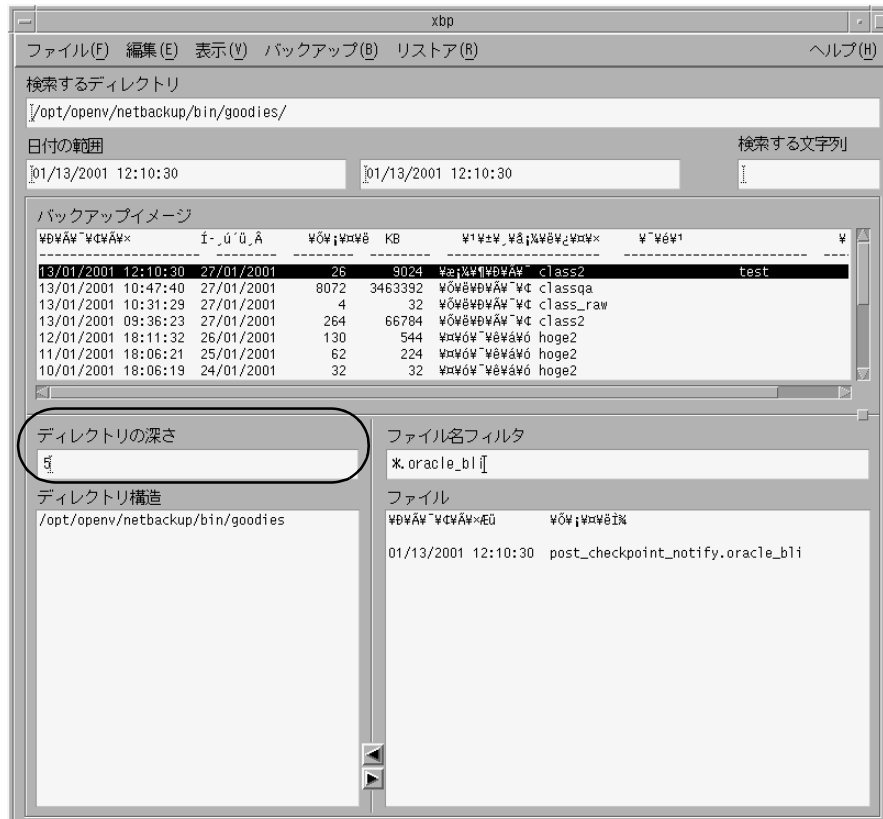 xbp
ファイル(F) 編集(E) 表示(V) バックアップ(B) リストア(R) ヘルプ(H)
検索するディレクトリ
/opt/openv/netbackup/bin/goodies/
日付の範囲 検索する文字列
01/13/2001 12:10:30 01/13/2001 12:10:30
バックアップイメージ
KB
13/01/2001 12:10:30 27/01/2001 26 9024 class2 test
13/01/2001 10:47:40 27/01/2001 8072 3463392 classqa
13/01/2001 10:31:29 27/01/2001 4 32 class_raw
13/01/2001 09:36:23 27/01/2001 264 66784 class2
12/01/2001 18:11:32 26/01/2001 130 544 hoge2
11/01/2001 18:06:21 25/01/2001 62 224 hoge2
10/01/2001 18:06:19 24/01/2001 32 32 hoge2
ディレクトリの深さ ファイル名フィルタ
5 *.oracle_bli
ディレクトリ構造 ファイル
/opt/openv/netbackup/bin/goodies
01/13/2001 12:10:30 post_checkpoint_notify.oracle_bli